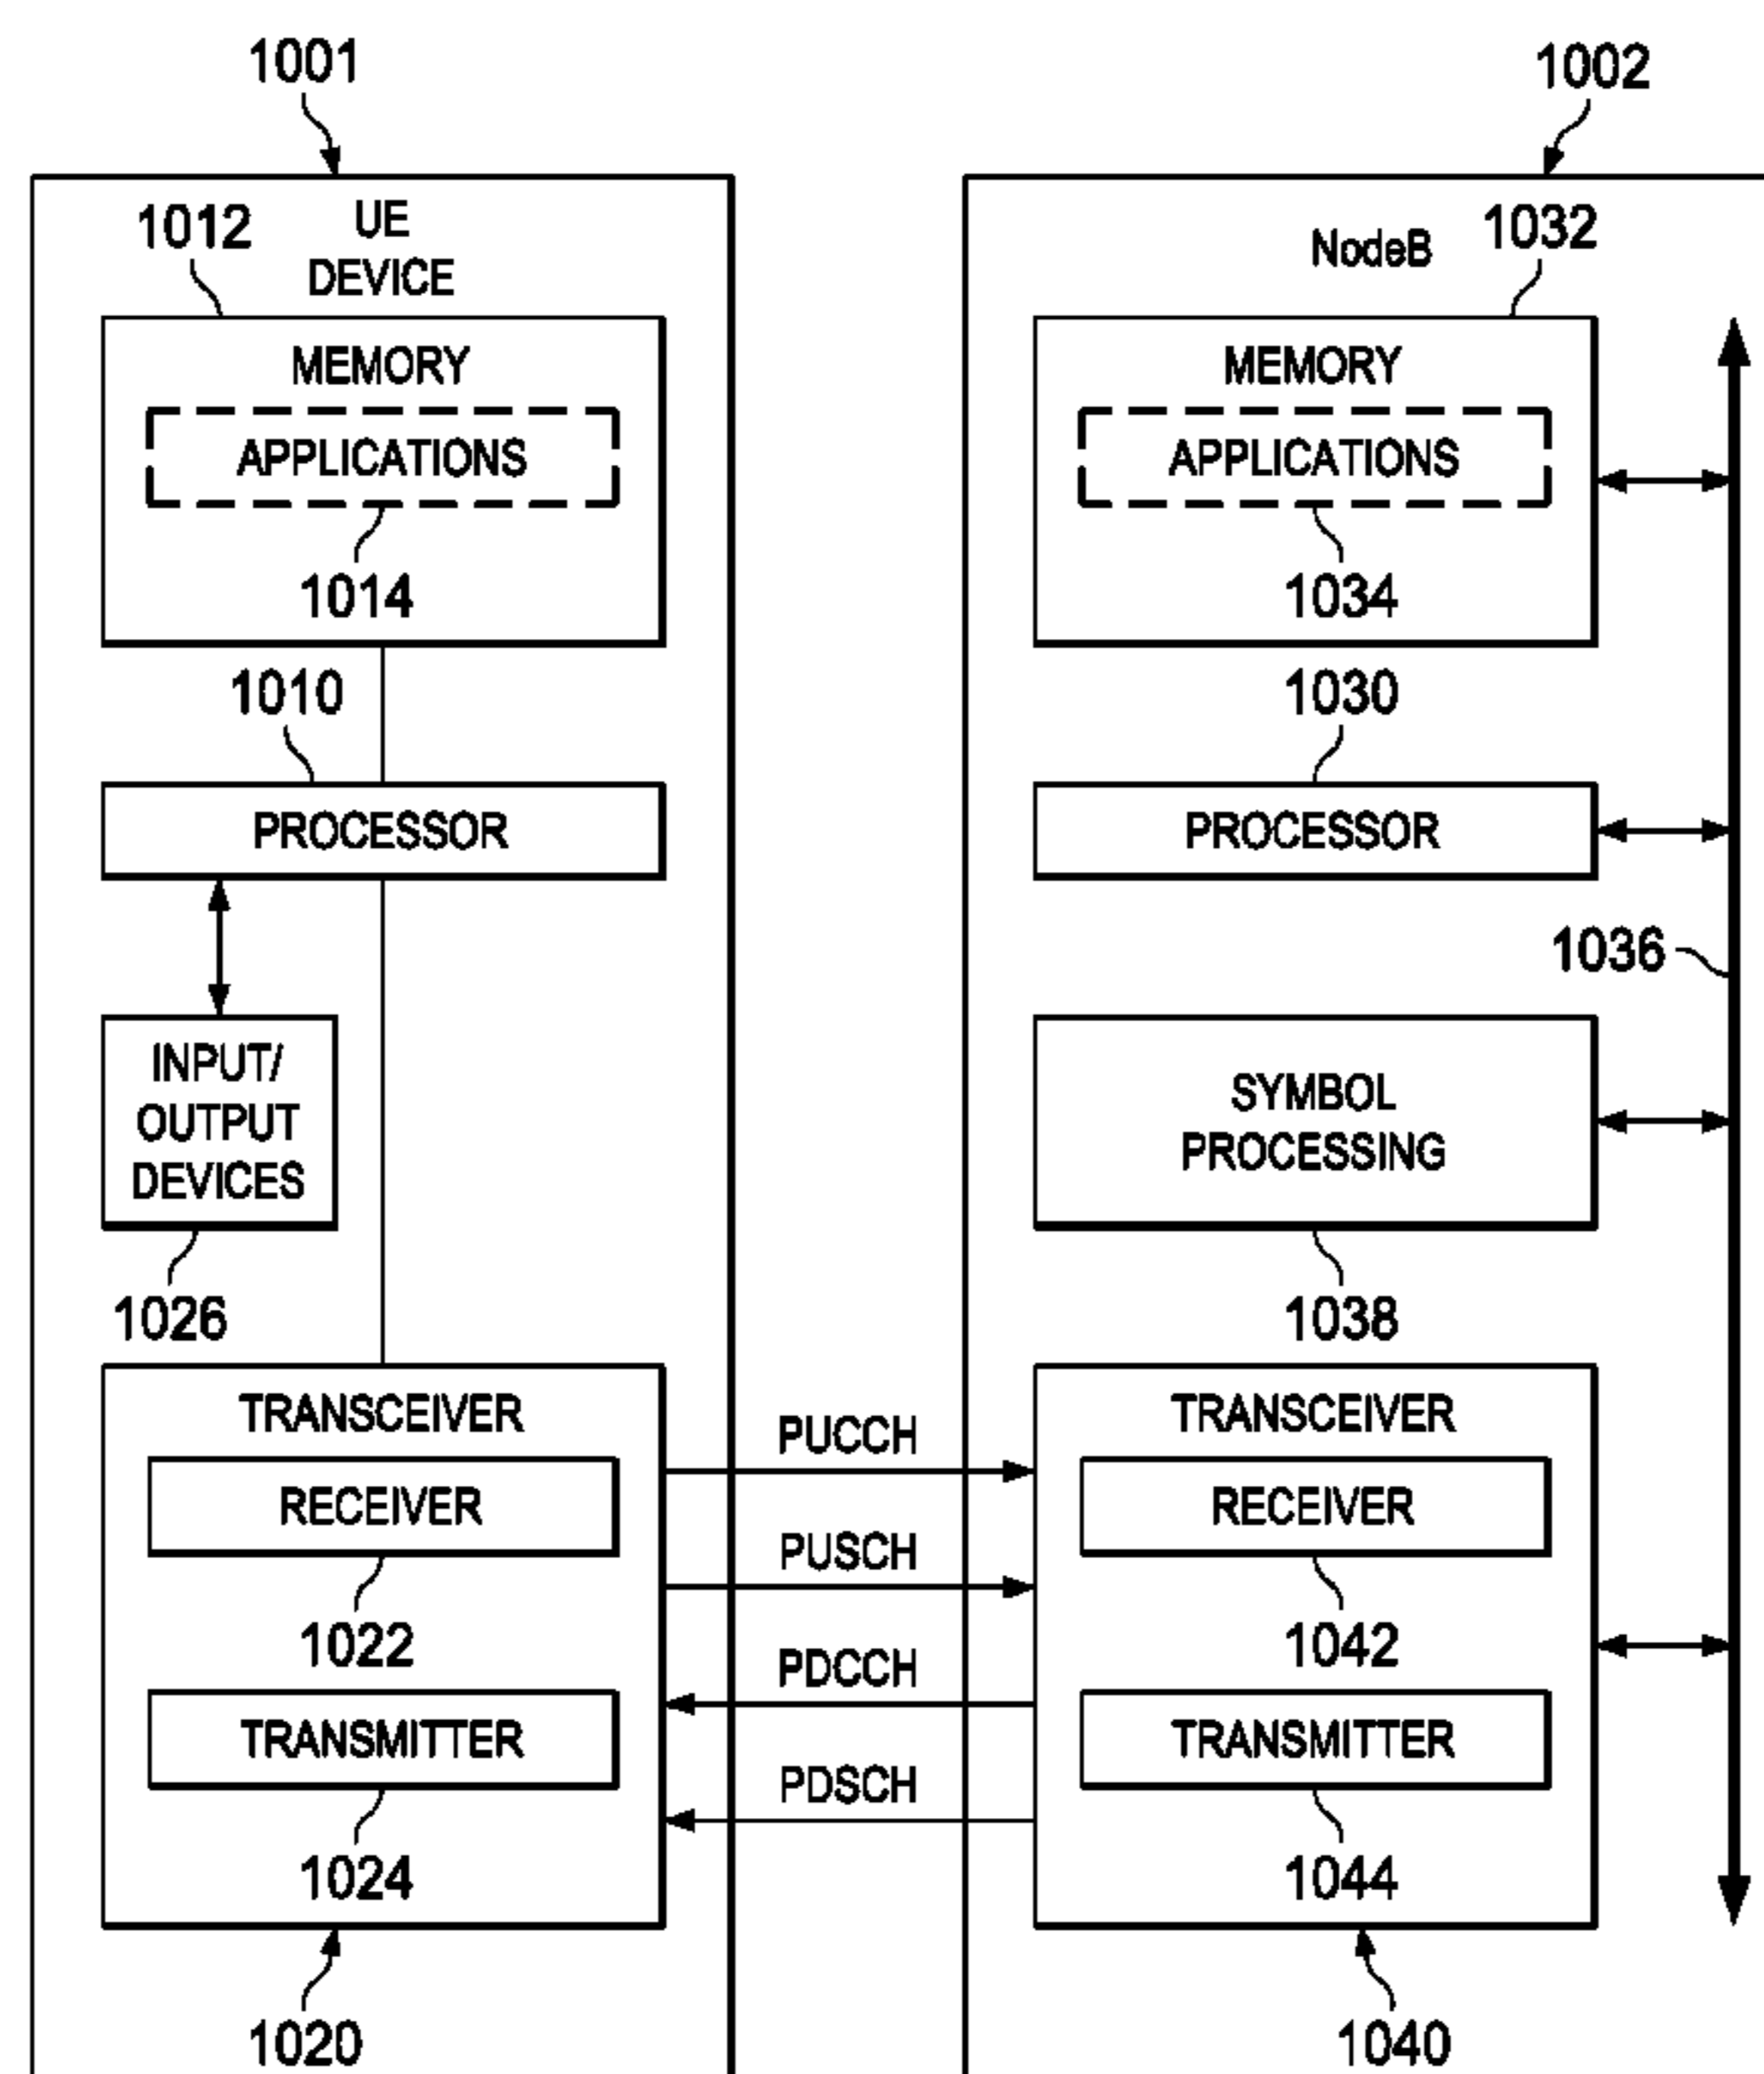 1001
1002
UE
DEVICE
1012
NodeB
1032
MEMORY
APPLICATIONS
1014
MEMORY
APPLICATIONS
1034
1010
PROCESSOR
1030
PROCESSOR
1036
INPUT/
OUTPUT
DEVICES
1026
SYMBOL
PROCESSING
1038
TRANSCEIVER
RECEIVER
1022
TRANSMITTER
1024
1020
PUCCH
PUSCH
PDCCH
PDSCH
TRANSCEIVER
RECEIVER
1042
TRANSMITTER
1044
1040